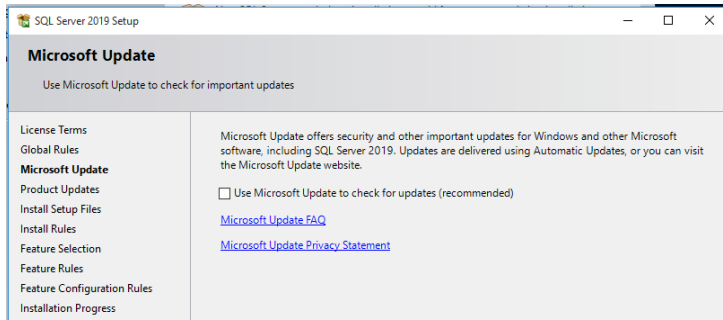 SQL Server 2019 Setup
Microsoft Update
Use Microsoft Update to check for important updates
License Terms
Global Rules
Microsoft Update
Product Updates
Install Setup Files
Install Rules
Feature Selection
Feature Rules
Feature Configuration Rules
Installation Progress
Microsoft Update offers security and other important updates for Windows and other Microsoft
software, including SQL Server 2019. Updates are delivered using Automatic Updates, or you can visit
the Microsoft Update website.
Use Microsoft Update to check for updates (recommended)
Microsoft Update FAQ
Microsoft Update Privacy Statement